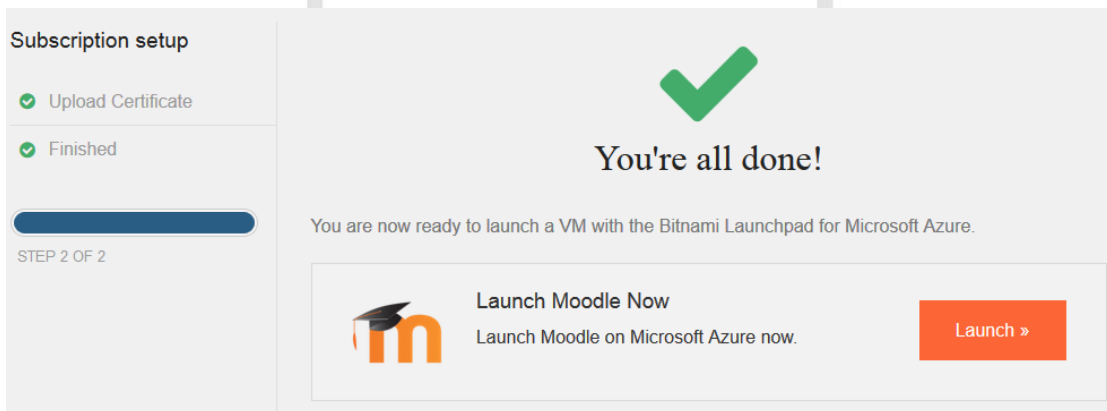 Subscription setup
Upload Certificate
Finished
STEP 2 OF 2
You're all done!
You are now ready to launch a VM with the Bitnami Launchpad for Microsoft Azure.
m
Launch Moodle Now
Launch Moodle on Microsoft Azure now.
Launch »